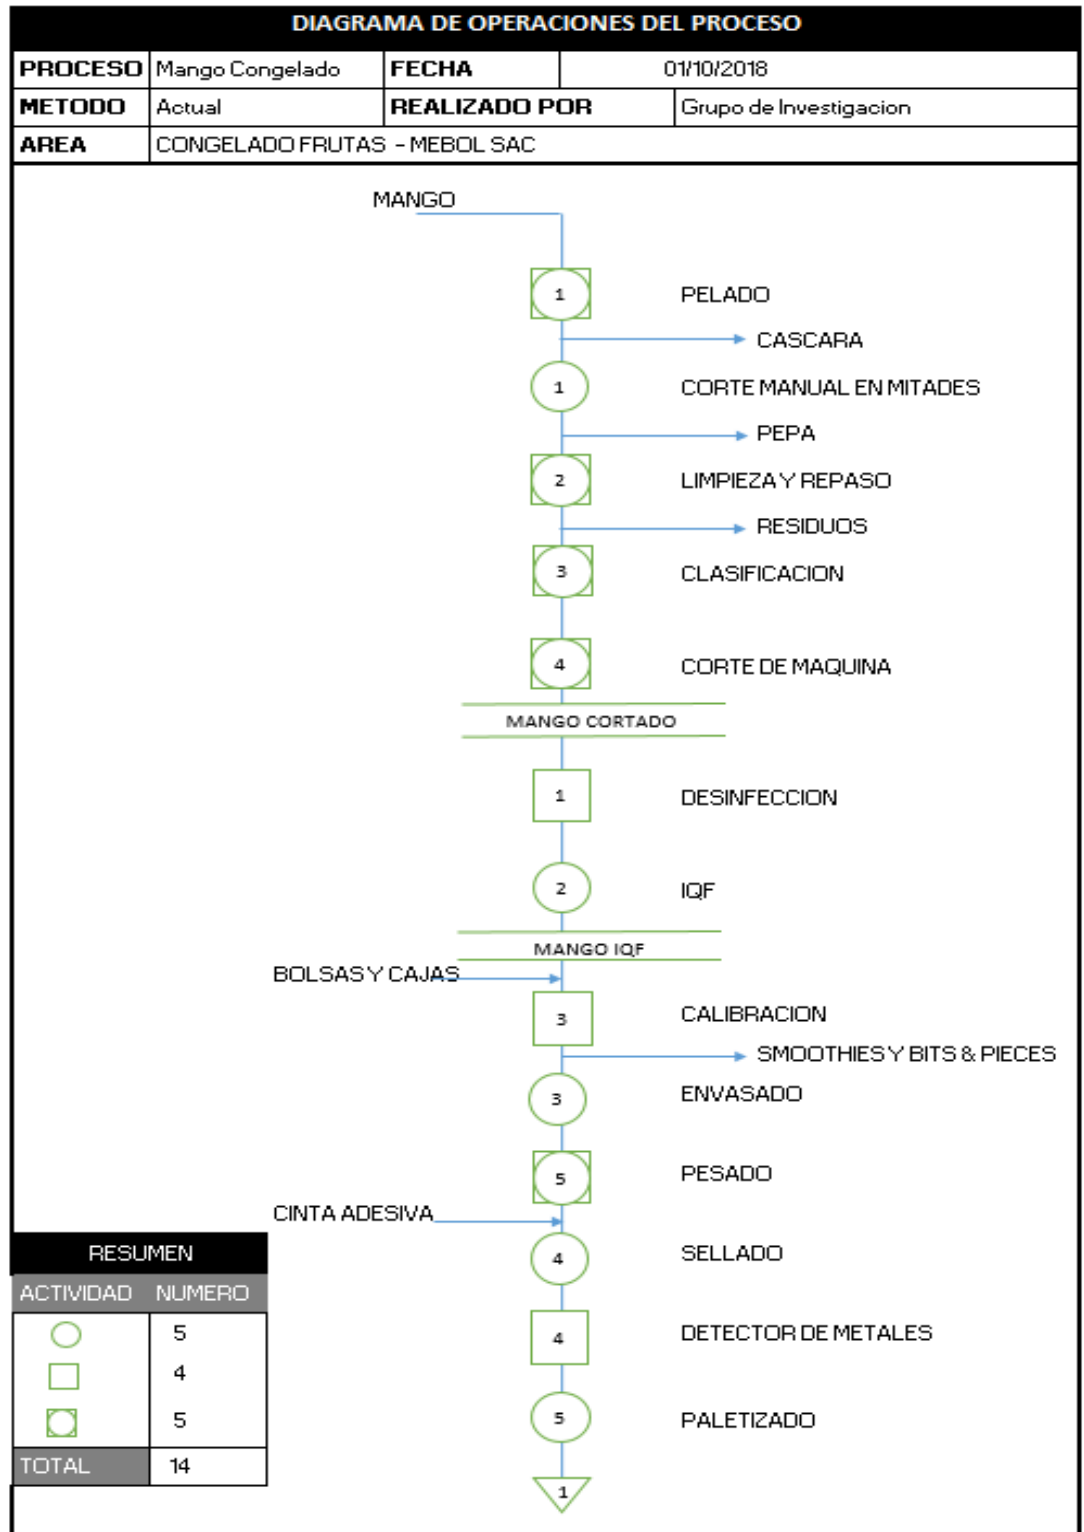 DIAGRAMA DE OPERACIONES DEL PROCESO
PROCESO Mango Congelado FECHA 01/10/2018
METODO Actual REALIZADO POR Grupo de Investigacion
AREA CONGELADO FRUTAS - MEBOL SAC
MANGO
1 PELADO
CASCARA
1 CORTE MANUAL EN MITADES
PEPA
2 LIMPIEZA Y REPASO
RESIDUOS
3 CLASIFICACION
4 CORTE DE MAQUINA
MANGO CORTADO
1 DESINFECCION
2 IQF
MANGO IQF
BOLSAS Y CAJAS
3 CALIBRACION
SMOOTHIES Y BITS & PIECES
3 ENVASADO
5 PESADO
CINTA ADESIVA
4 SELLADO
4 DETECTOR DE METALES
5 PALETIZADO
1
RESUMEN
ACTIVIDAD NUMERO
5
4
5
TOTAL 14